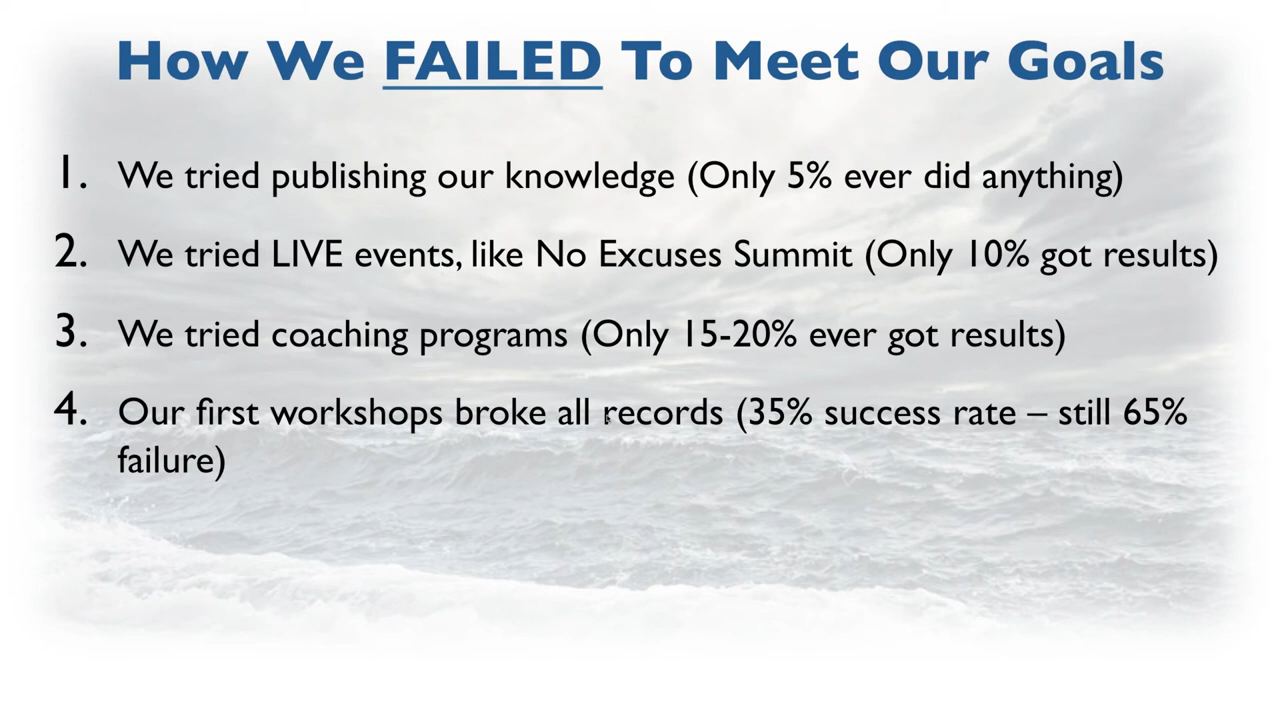 How We FAILED To Meet Our Goals
1. We tried publishing our knowledge (Only 5% ever did anything)
2. We tried LIVE events, like No Excuses Summit (Only 10% got results)
3. We tried coaching programs (Only 15-20% ever got results)
4. Our first workshops broke all records (35% success rate – still 65%
failure)